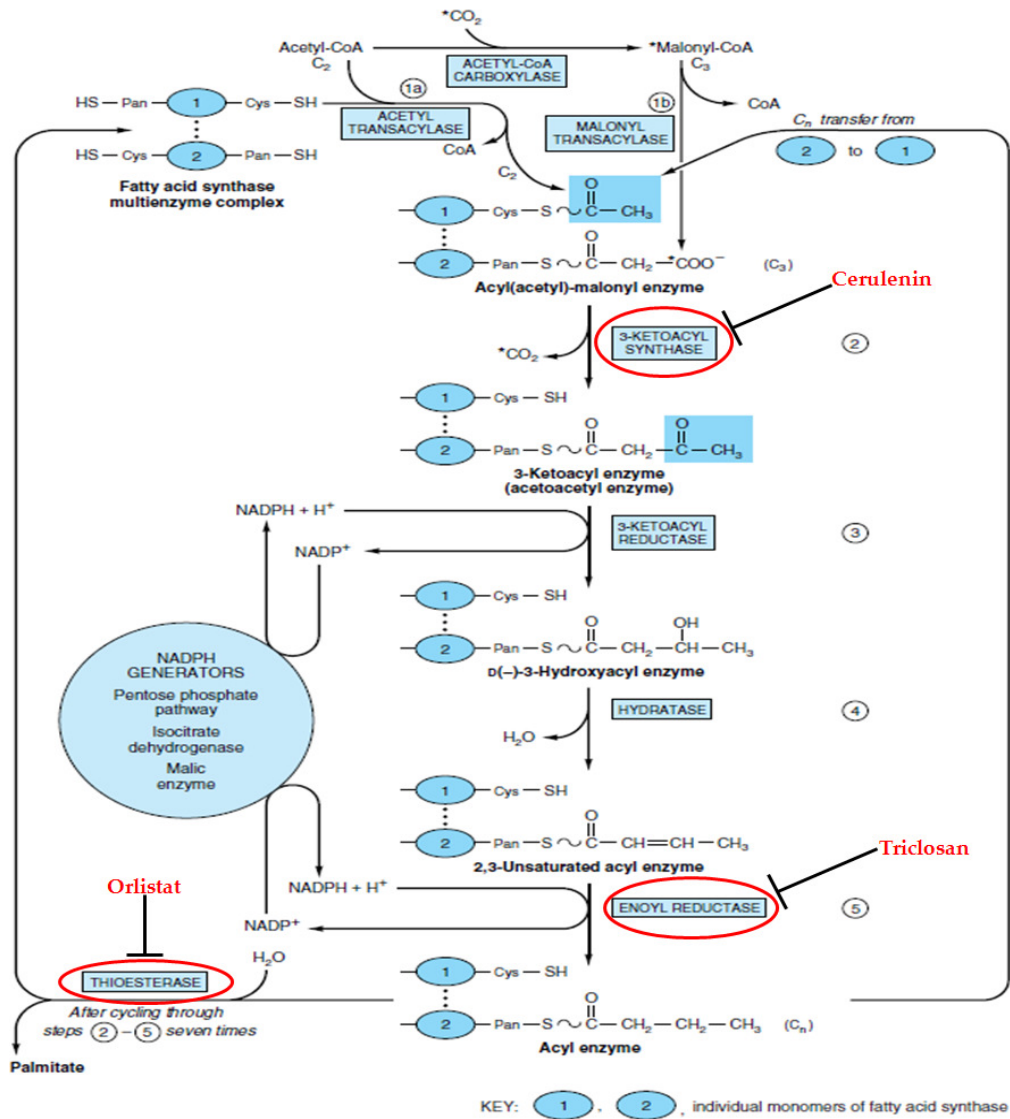 *CO₂
Acetyl-CoA
C₂
*Malonyl-CoA
C₃
ACETYL-CoA
CARBOXYLASE
1a
HS — Pan — 1 — Cys — SH
ACETYL
TRANSACYLASE
1b
MALONYL
TRANSACYLASE
CoA
Cₙ transfer from
2 to 1
HS — Cys — 2 — Pan — SH
CoA
Fatty acid synthase
multienzyme complex
C₂
O
1 — Cys — S ~ C — CH₃
O
2 — Pan — S ~ C — CH₂ — *COO⁻ (C₃)
Acyl(acetyl)-malonyl enzyme
Cerulenin
3-KETOACYL
SYNTHASE
2
*CO₂
1 — Cys — SH
O O
2 — Pan — S ~ C — CH₂ — C — CH₃
3-Ketoacyl enzyme
(acetoacetyl enzyme)
NADPH + H⁺
3-KETOACYL
REDUCTASE
3
NADP⁺
1 — Cys — SH
O OH
2 — Pan — S ~ C — CH₂ — CH — CH₃
D(–)-3-Hydroxyacyl enzyme
NADPH
GENERATORS
Pentose phosphate
pathway
Isocitrate
dehydrogenase
Malic
enzyme
HYDRATASE
4
H₂O
1 — Cys — SH
O
2 — Pan — S ~ C — CH=CH — CH₃
2,3-Unsaturated acyl enzyme
Triclosan
Orlistat
NADPH + H⁺
ENOYL REDUCTASE
5
NADP⁺
H₂O
THIOESTERASE
1 — Cys — SH
After cycling through
steps 2 – 5 seven times
O
2 — Pan — S ~ C — CH₂ — CH₂ — CH₃ (Cₙ)
Acyl enzyme
Palmitate
KEY: 1 , 2 , individual monomers of fatty acid synthase